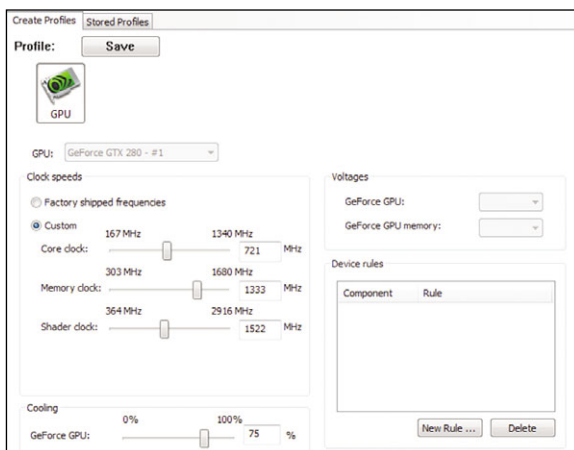 Create Profiles Stored Profiles
Profile: Save
GPU
GPU: GeForce GTX 280 - #1
Clock speeds
Factory shipped frequencies
Custom
167 MHz 1340 MHz
Core clock: 721 MHz
303 MHz 1680 MHz
Memory clock: 1333 MHz
364 MHz 2916 MHz
Shader clock: 1522 MHz
Cooling
0% 100%
GeForce GPU: 75 %
Voltages
GeForce GPU:
GeForce GPU memory:
Device rules
Component Rule
New Rule ... Delete